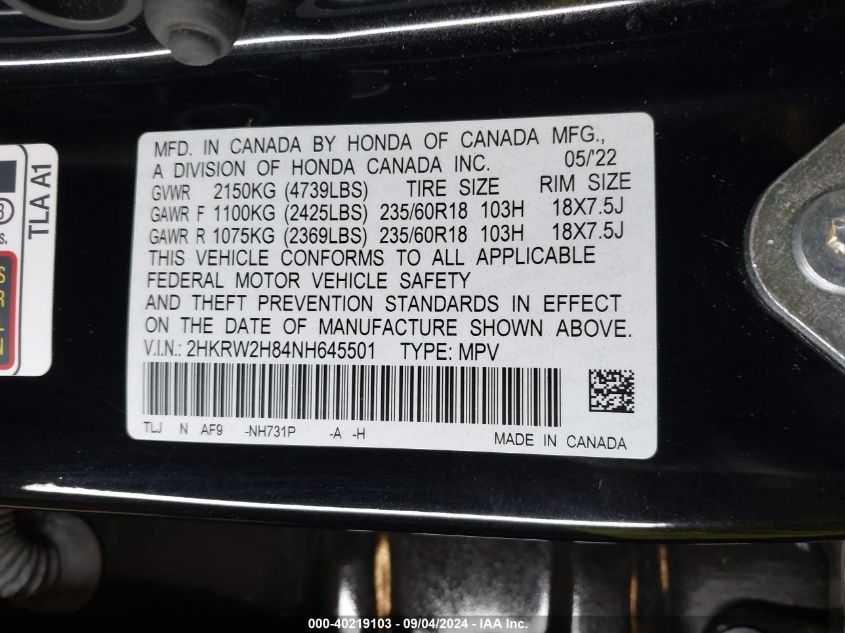 MFD. IN CANADA BY HONDA OF CANADA MFG.,
A DIVISION OF HONDA CANADA INC. 05/'22
GVWR 2150KG (4739LBS) TIRE SIZE RIM SIZE
GAWR F 1100KG (2425LBS) 235/60R18 103H 18X7.5J
GAWR R 1075KG (2369LBS) 235/60R18 103H 18X7.5J
THIS VEHICLE CONFORMS TO ALL APPLICABLE
FEDERAL MOTOR VEHICLE SAFETY
AND THEFT PREVENTION STANDARDS IN EFFECT
ON THE DATE OF MANUFACTURE SHOWN ABOVE.
V.I.N.: 2HKRW2H84NH645501 TYPE: MPV
TLJ N AF9 -NH731P -A -H
MADE IN CANADA
TLA A1
000-40219103 - 09/04/2024 - IAA Inc.